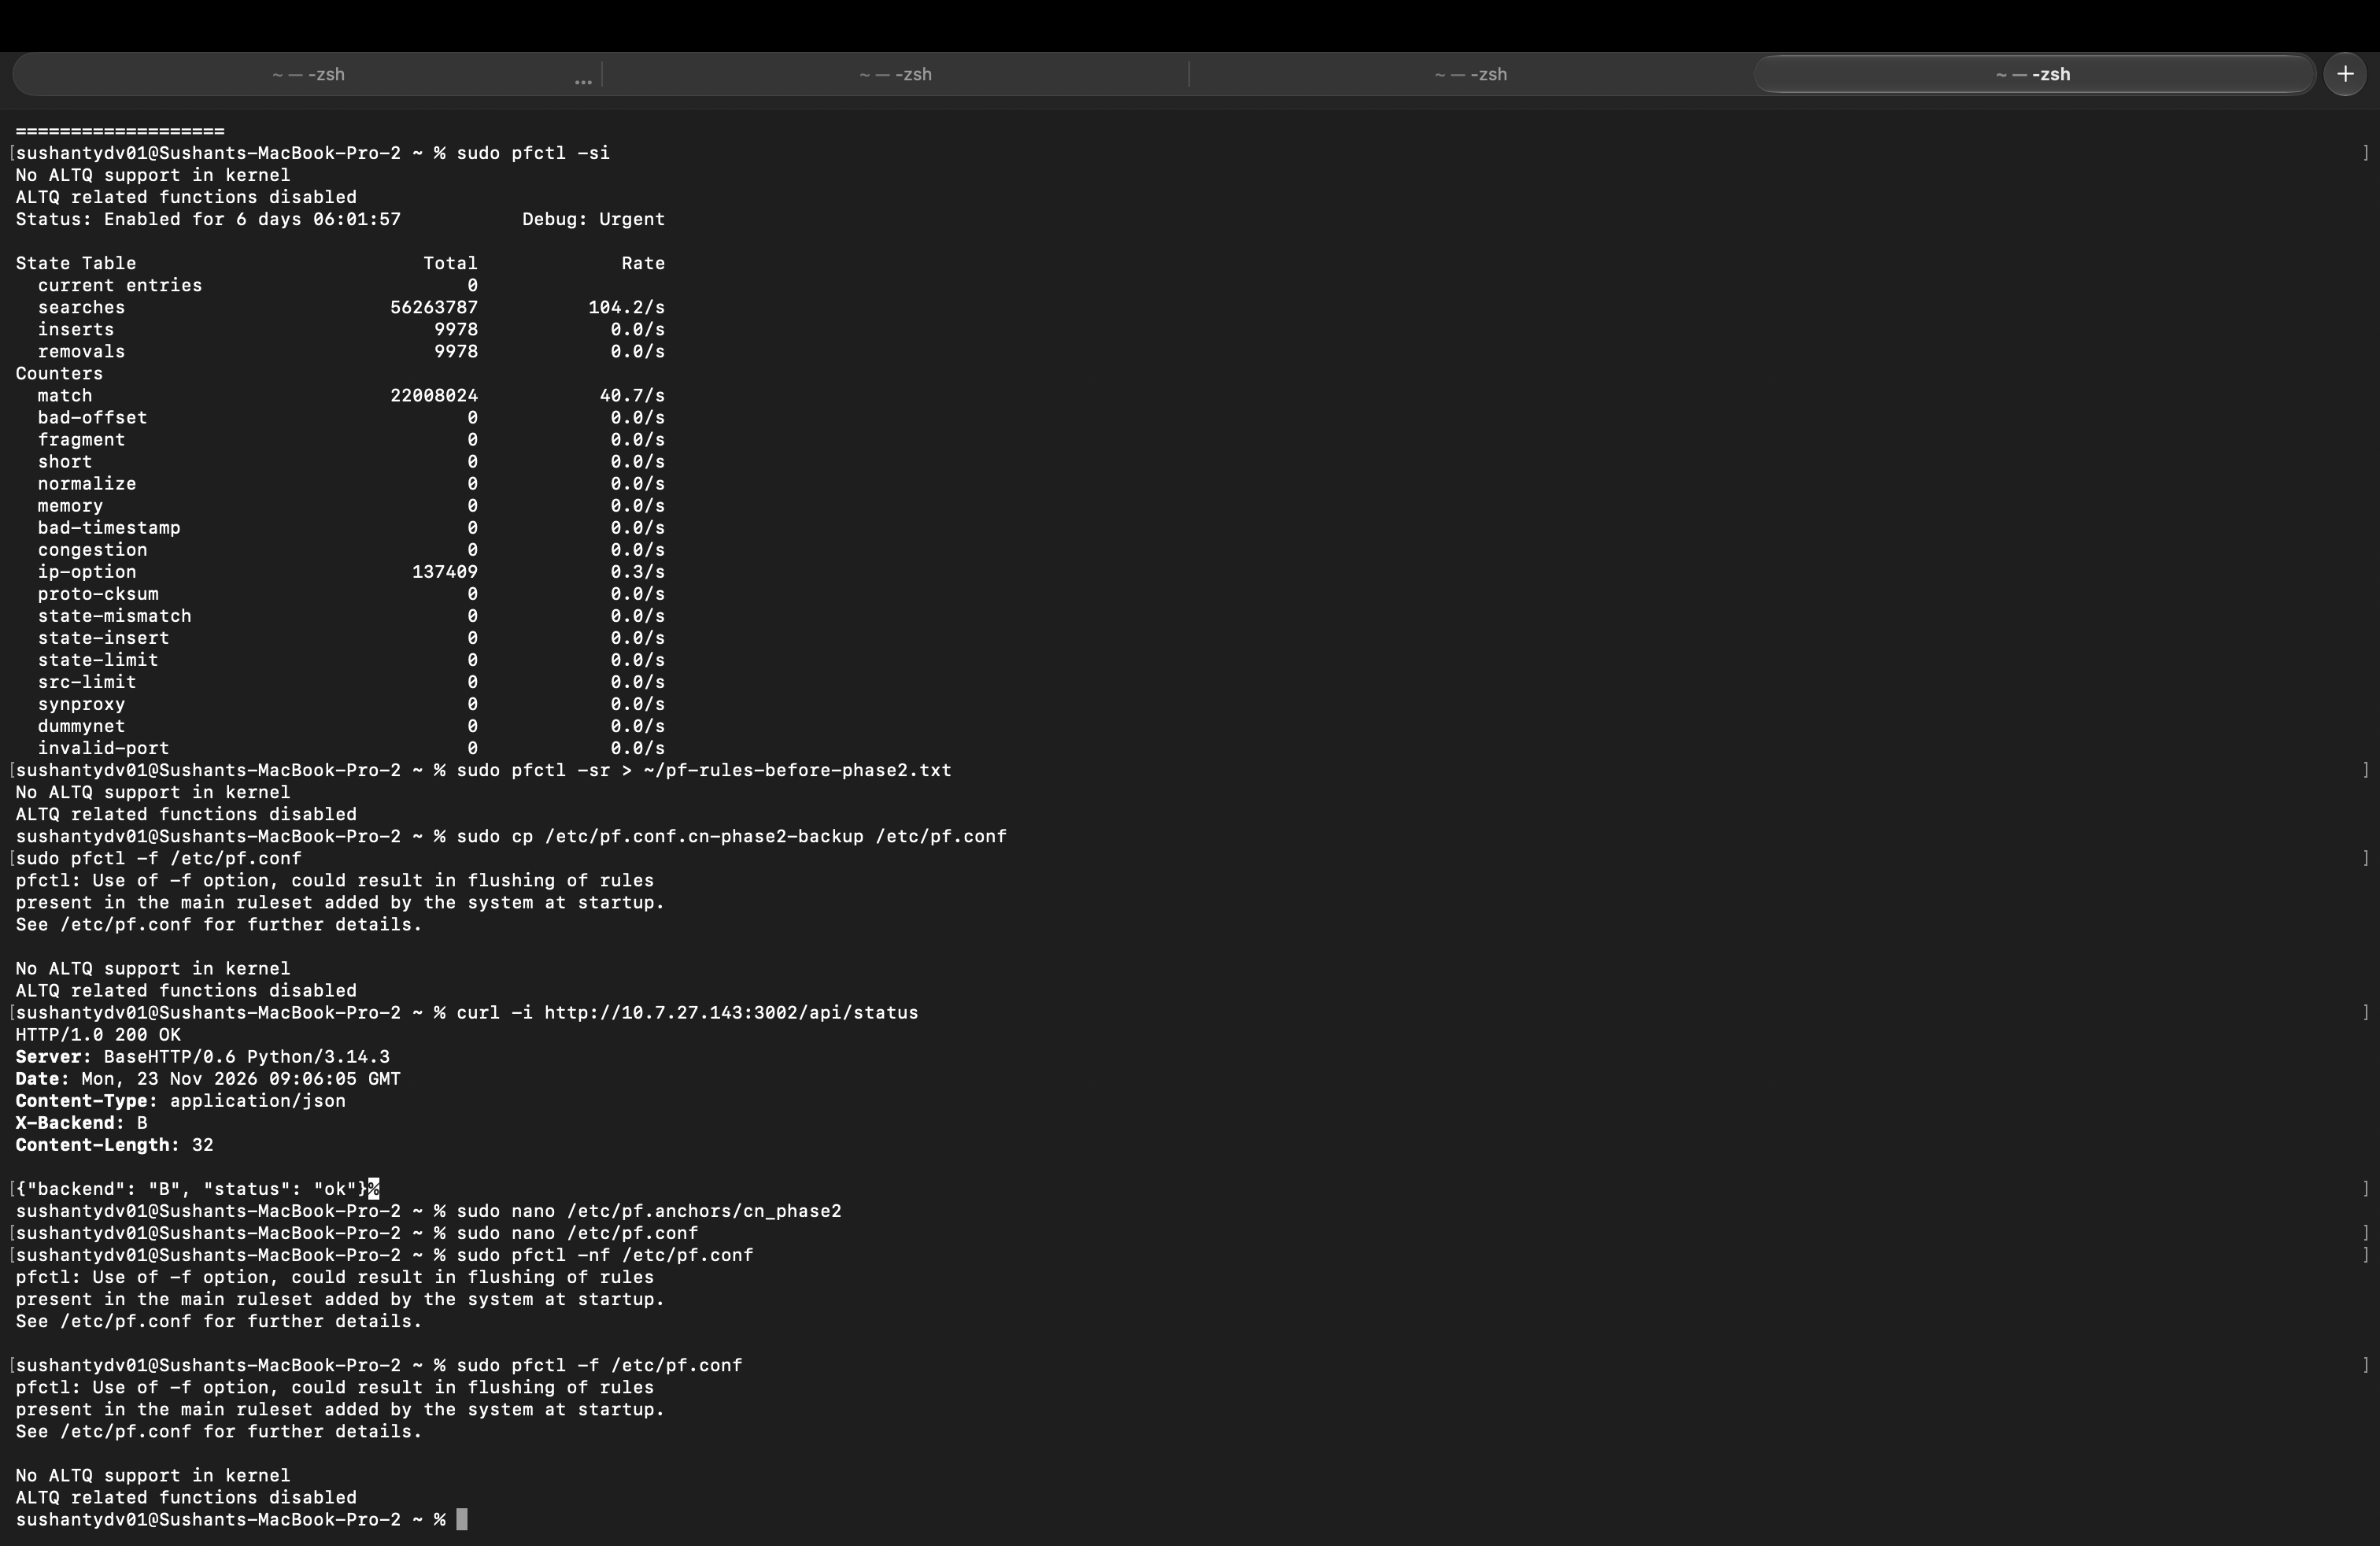 ~ — -zsh ... ~ — -zsh ~ — -zsh ~ — -zsh +
===================
[sushantydv01@Sushants-MacBook-Pro-2 ~ % sudo pfctl -si ]
No ALTQ support in kernel
ALTQ related functions disabled
Status: Enabled for 6 days 06:01:57 Debug: Urgent
State Table Total Rate
current entries 0
searches 56263787 104.2/s
inserts 9978 0.0/s
removals 9978 0.0/s
Counters
match 22008024 40.7/s
bad-offset 0 0.0/s
fragment 0 0.0/s
short 0 0.0/s
normalize 0 0.0/s
memory 0 0.0/s
bad-timestamp 0 0.0/s
congestion 0 0.0/s
ip-option 137409 0.3/s
proto-cksum 0 0.0/s
state-mismatch 0 0.0/s
state-insert 0 0.0/s
state-limit 0 0.0/s
src-limit 0 0.0/s
synproxy 0 0.0/s
dummynet 0 0.0/s
invalid-port 0 0.0/s
[sushantydv01@Sushants-MacBook-Pro-2 ~ % sudo pfctl -sr > ~/pf-rules-before-phase2.txt ]
No ALTQ support in kernel
ALTQ related functions disabled
sushantydv01@Sushants-MacBook-Pro-2 ~ % sudo cp /etc/pf.conf.cn-phase2-backup /etc/pf.conf
[sudo pfctl -f /etc/pf.conf ]
pfctl: Use of -f option, could result in flushing of rules
present in the main ruleset added by the system at startup.
See /etc/pf.conf for further details.
No ALTQ support in kernel
ALTQ related functions disabled
[sushantydv01@Sushants-MacBook-Pro-2 ~ % curl -i http://10.7.27.143:3002/api/status ]
HTTP/1.0 200 OK
Server: BaseHTTP/0.6 Python/3.14.3
Date: Mon, 23 Nov 2026 09:06:05 GMT
Content-Type: application/json
X-Backend: B
Content-Length: 32
[{"backend": "B", "status": "ok"}% ]
sushantydv01@Sushants-MacBook-Pro-2 ~ % sudo nano /etc/pf.anchors/cn_phase2
[sushantydv01@Sushants-MacBook-Pro-2 ~ % sudo nano /etc/pf.conf ]
[sushantydv01@Sushants-MacBook-Pro-2 ~ % sudo pfctl -nf /etc/pf.conf ]
pfctl: Use of -f option, could result in flushing of rules
present in the main ruleset added by the system at startup.
See /etc/pf.conf for further details.
[sushantydv01@Sushants-MacBook-Pro-2 ~ % sudo pfctl -f /etc/pf.conf ]
pfctl: Use of -f option, could result in flushing of rules
present in the main ruleset added by the system at startup.
See /etc/pf.conf for further details.
No ALTQ support in kernel
ALTQ related functions disabled
sushantydv01@Sushants-MacBook-Pro-2 ~ %